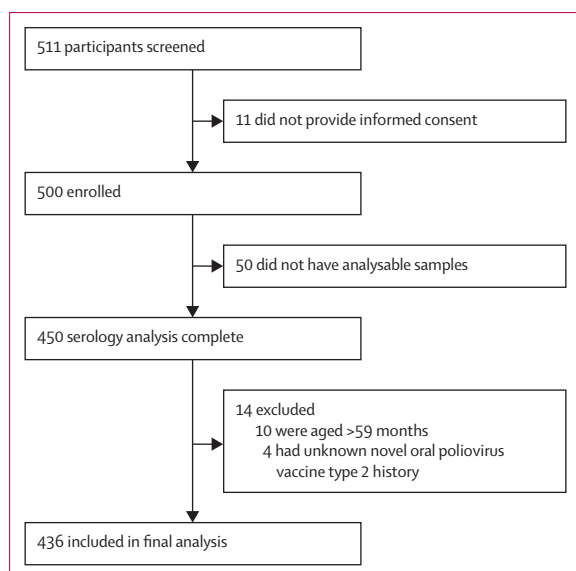 511 participants screened
11 did not provide informed consent
500 enrolled
50 did not have analysable samples
450 serology analysis complete
14 excluded
10 were aged >59 months
4 had unknown novel oral poliovirus
vaccine type 2 history
436 included in final analysis